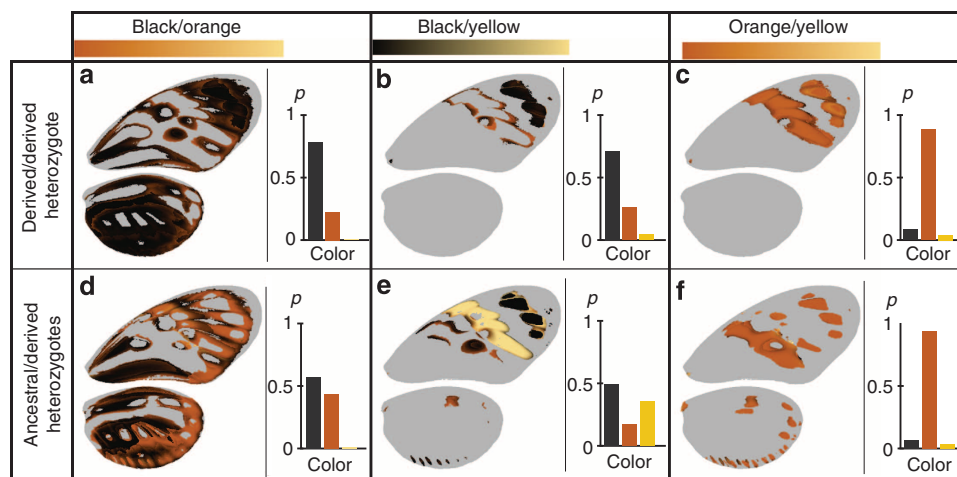 Black/orange
Black/yellow
Orange/yellow
Derived/derived
heterozygote
a
p
1
0.5
0
Color
b
p
1
0.5
0
Color
c
p
1
0.5
0
Color
Ancestral/derived
heterozygotes
d
p
1
0.5
0
Color
e
p
1
0.5
0
Color
f
p
1
0.5
0
Color